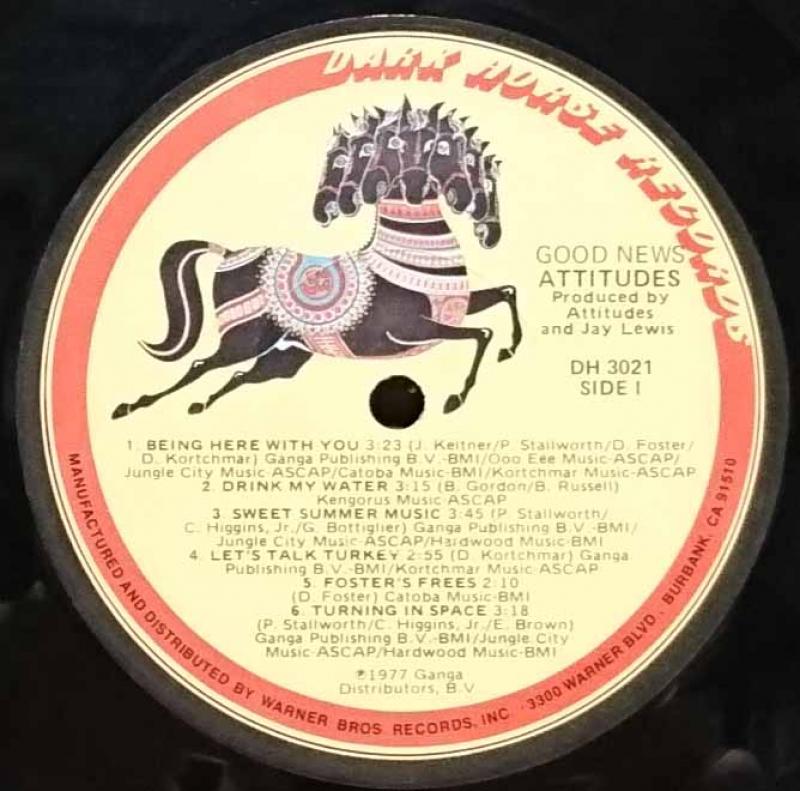 DARK HORSE RECORDS
GOOD NEWS
ATTITUDES
Produced by
Attitudes
and Jay Lewis
DH 3021
SIDE I
1. BEING HERE WITH YOU 3:23 (J. Keltner/P. Stallworth/D. Foster/
D. Kortchmar) Ganga Publishing B.V.-BMI/Ooo Eee Music-ASCAP/
Jungle City Music-ASCAP/Catoba Music-BMI/Kortchmar Music-ASCAP
2. DRINK MY WATER 3:15 (B. Gordon/B. Russell)
Kengorus Music-ASCAP
3. SWEET SUMMER MUSIC 3:45 (P. Stallworth/
C. Higgins, Jr./G. Bottiglier) Ganga Publishing B.V.-BMI/
Jungle City Music-ASCAP/Hardwood Music-BMI
4. LET'S TALK TURKEY 2:55 (D. Kortchmar) Ganga
Publishing B.V.-BMI/Kortchmar Music-ASCAP
5. FOSTER'S FREES 2:10
(D. Foster) Catoba Music-BMI
6. TURNING IN SPACE 3:18
(P. Stallworth/C. Higgins, Jr./E. Brown)
Ganga Publishing B.V.-BMI/Jungle City
Music-ASCAP/Hardwood Music-BMI
℗1977 Ganga
Distributors, B.V.
MANUFACTURED AND DISTRIBUTED BY WARNER BROS. RECORDS, INC · 3300 WARNER BLVD., BURBANK, CA 91510